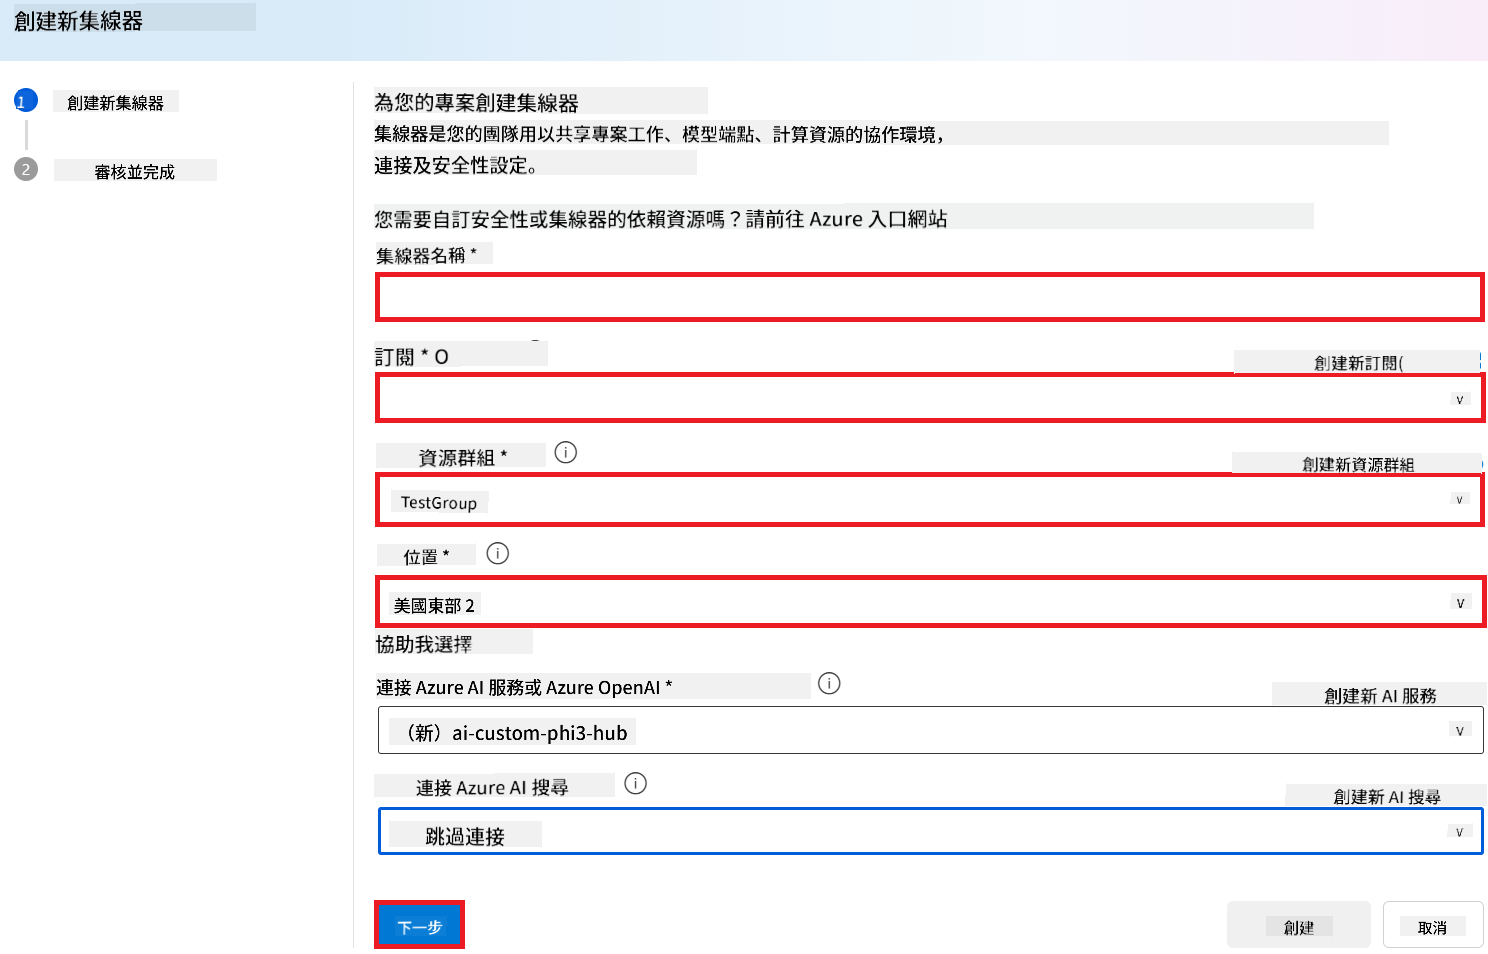 創建新集線器
1
創建新集線器
2
審核並完成
為您的專案創建集線器
集線器是您的團隊用以共享專案工作、模型端點、計算資源的協作環境，
連接及安全性設定。
您需要自訂安全性或集線器的依賴資源嗎？請前往 Azure 入口網站
集線器名稱 *
訂閱 * O
創建新訂閱(
v
資源群組 *
創建新資源群組
TestGroup
v
位置 *
美國東部 2
v
協助我選擇
連接 Azure AI 服務或 Azure OpenAI *
創建新 AI 服務
（新）ai-custom-phi3-hub
v
連接 Azure AI 搜尋
創建新 AI 搜尋
跳過連接
v
下一步
創建
取消